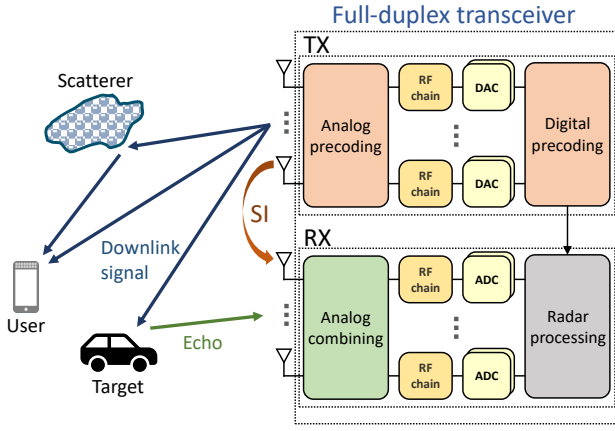 Full-duplex transceiver
TX
Scatterer
Analog
precoding
RF
chain
DAC
RF
chain
DAC
Digital
precoding
SI
Downlink
signal
User
Target
Echo
RX
Analog
combining
RF
chain
ADC
RF
chain
ADC
Radar
processing